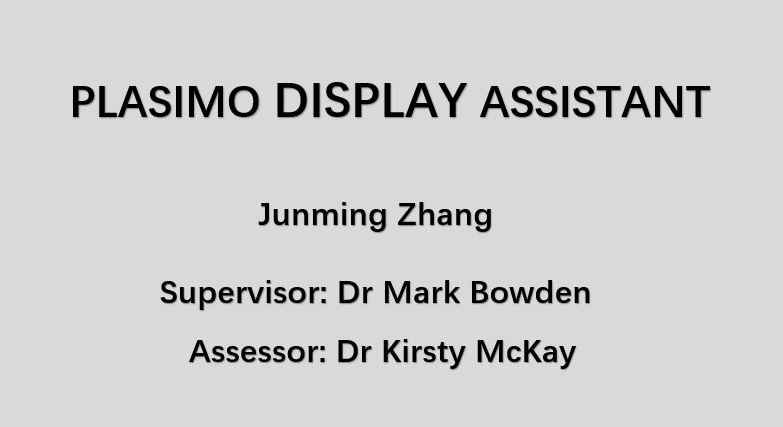 PLASIMO DISPLAY ASSISTANT
Junming Zhang
Supervisor: Dr Mark Bowden
Assessor: Dr Kirsty McKay